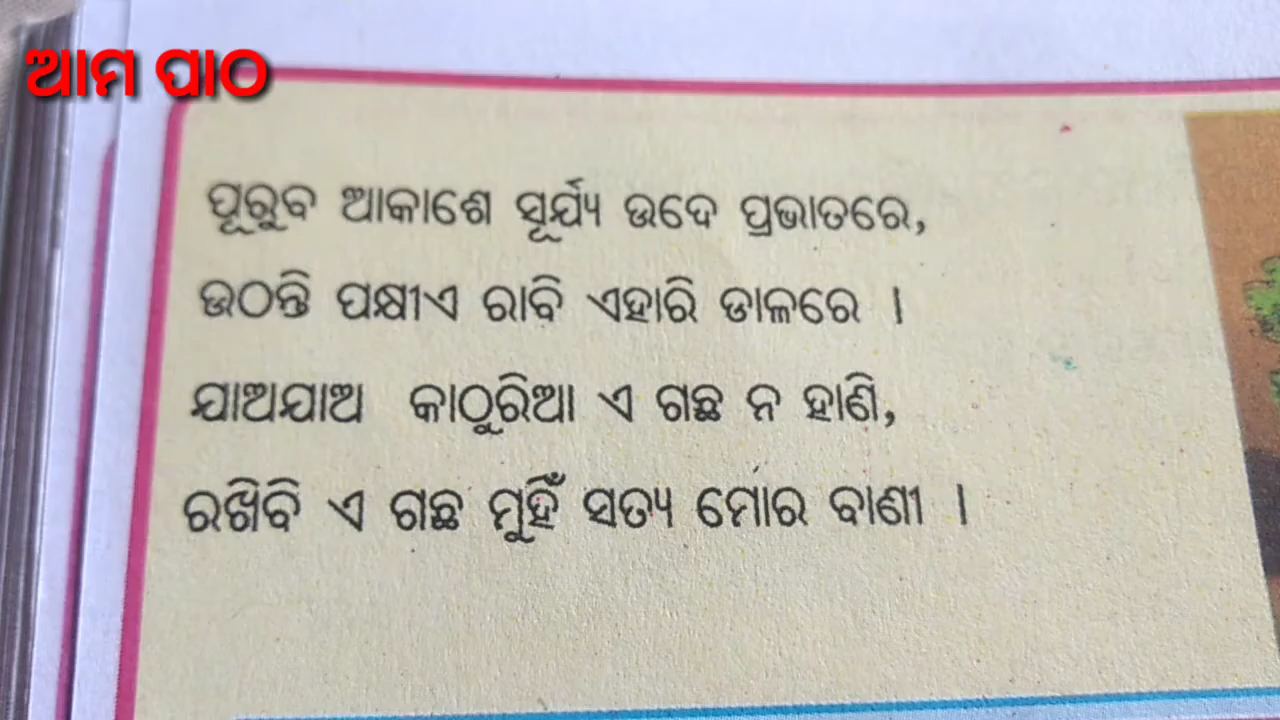 ଆମ ପାଠ
ପୂରୁବ ଆକାଶେ ସୂର୍ଯ୍ୟ ଉଦେ ପ୍ରଭାତରେ,
ଉଠନ୍ତି ପକ୍ଷୀଏ ରାବି ଏହାରି ଡାଳରେ ।
ଯାଅଯାଅ କାଠୁରିଆ ଏ ଗଛ ନ ହାଣି,
ରଖିବି ଏ ଗଛ ମୁହିଁ ସତ୍ୟ ମୋର ବାଣୀ ।